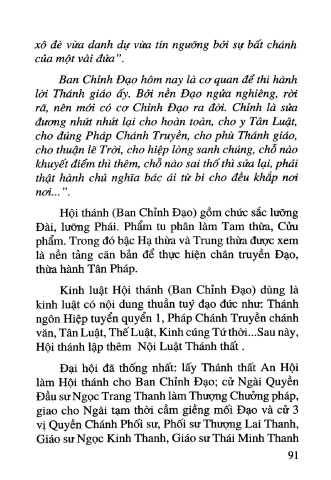 xô đè vừa danh dự vừa tín ngưỡng bởi sự bất chánh
của một vài đứa”.
Ban Chỉnh Đạo hôm nay là cơ quan để thi hành
lời Thánh giáo ấy. Bởi nền Đạo ngửa nghiêng, rời
rã, nên mới có cơ Chỉnh Đạo ra đời. Chỉnh là sửa
đương nhứt nhứt lại cho hoàn toàn, cho y Tân Luật,
cho đúng Pháp Chánh Truyền, cho phù Thánh giáo,
cho thuận lẽ Trời, cho hiệp lòng sanh chúng, chỗ nào
khuyết điểm thì thêm, chỗ nào sai thố thì sửa lại, phải
thật hành chủ nghĩa bác ái từ bi cho đều khắp nơi
nơi...”.
Hội thánh (Ban Chỉnh Đạo) gồm chức sắc lưỡng
Đài, lưỡng Phái. Phẩm tu phân làm Tam thừa, Cửu
phẩm. Trong đó bậc Hạ thừa và Trung thừa được xem
là nền tảng căn bản để thực hiện chân truyền Đạo,
thừa hành Tân Pháp.
Kinh luật Hội thánh (Ban Chỉnh Đạo) dùng là
kinh luật có nội dung thuần tuý đạo đức như: Thánh
ngôn Hiệp tuyển quyển 1, Pháp Chánh Truyền chánh
văn, Tân Luật, Thế Luật, Kinh cúng Tứ thời...Sau này,
Hội thánh lập thêm Nội Luật Thánh thất .
Đại hội đã thống nhất: lấy Thánh thất An Hội
làm Hội thánh cho Ban Chỉnh Đạo; cử Ngài Quyền
Đầu sư Ngọc Trang Thanh làm Thượng Chưởng pháp,
giao cho Ngài tạm thời cầm giềng mối Đạo và cử 3
vị Quyền Chánh Phối sư, Phối sư Thượng Lai Thanh,
Giáo sư Ngọc Kinh Thanh, Giáo sư Thái Minh Thanh
91